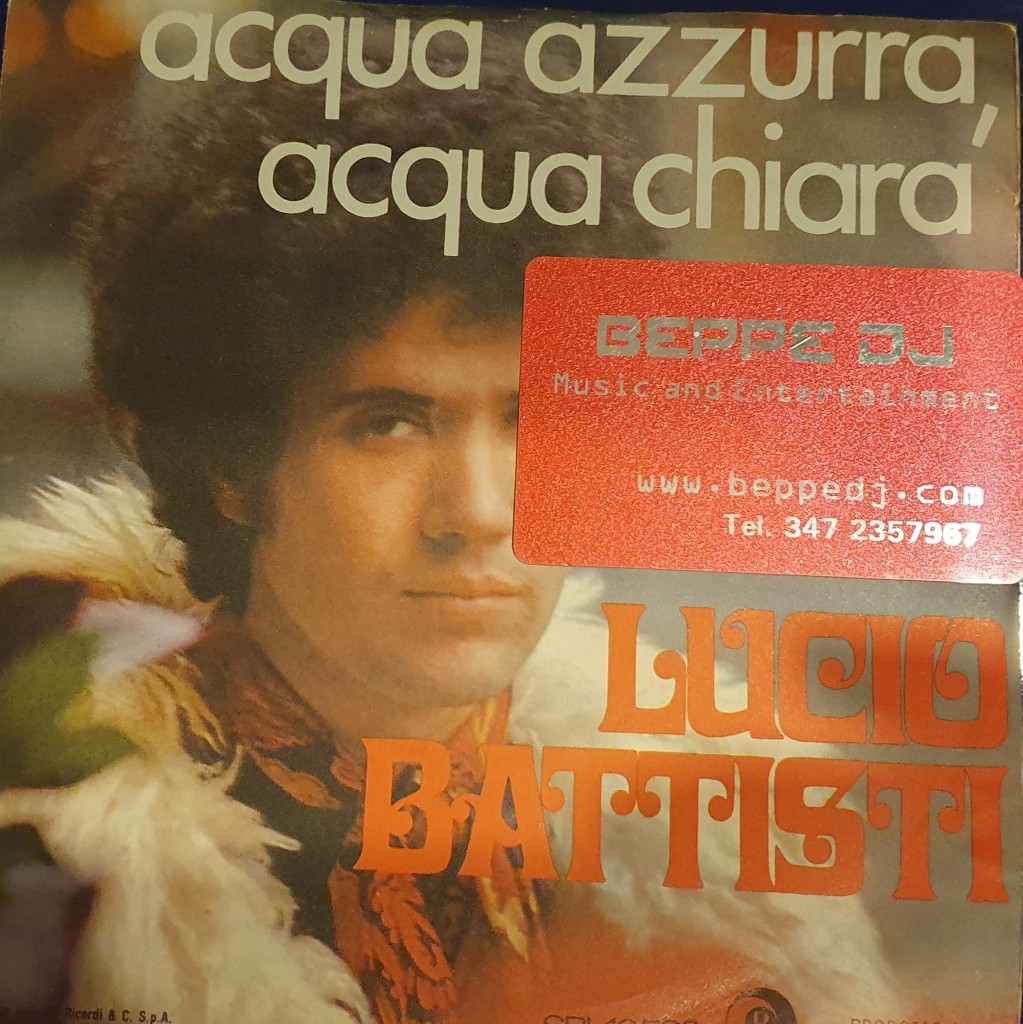 acqua azzurra,
acqua chiara
BEPPE DJ
Music and Entertainment
www.beppedj.com
Tel. 347 2357967
LUCIO
BATTISTI
Ricordi & C. S.p.A.
R